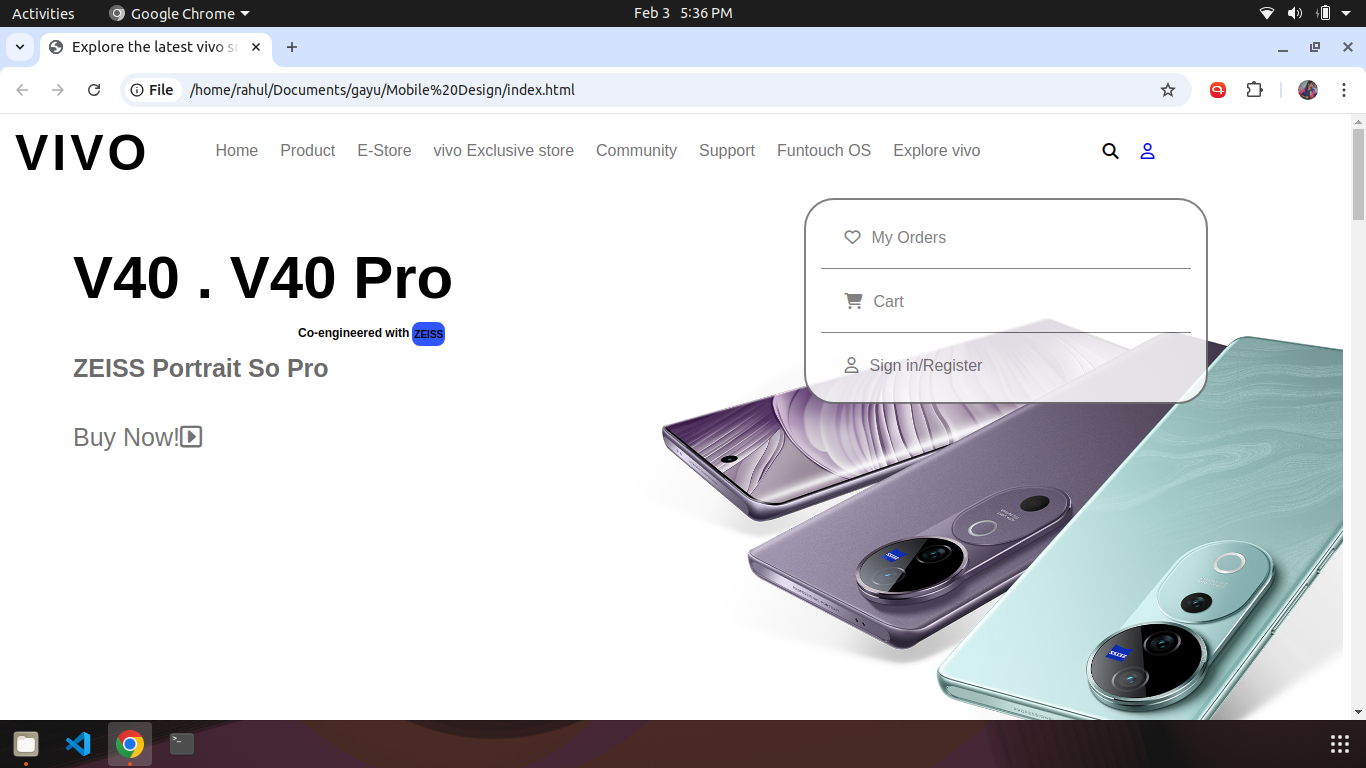 Activities Google Chrome Feb 3 5:36 PM
Explore the latest vivo s
File /home/rahul/Documents/gayu/Mobile%20Design/index.html
VIVO Home Product E-Store vivo Exclusive store Community Support Funtouch OS Explore vivo
My Orders
Cart
Sign in/Register
V40 . V40 Pro
Co-engineered with ZEISS
ZEISS Portrait So Pro
Buy Now!
ZEISS
ZEISS